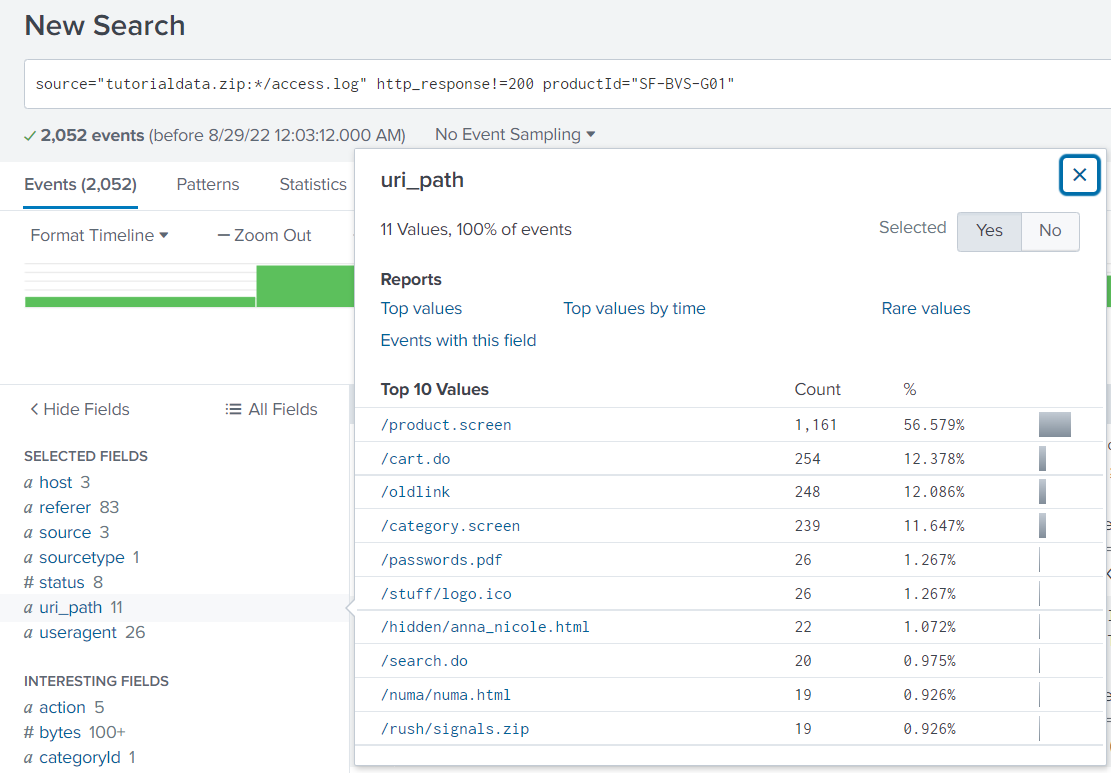 New Search
source="tutorialdata.zip:*/access.log" http_response!=200 productId="SF-BVS-G01"
2,052 events (before 8/29/22 12:03:12.000 AM) No Event Sampling
Events (2,052) Patterns Statistics
Format Timeline — Zoom Out
Hide Fields All Fields
SELECTED FIELDS
a host 3
a referer 83
a source 3
a sourcetype 1
# status 8
a uri_path 11
a useragent 26
INTERESTING FIELDS
a action 5
# bytes 100+
a categoryId 1
uri_path
11 Values, 100% of events Selected Yes No
Reports
Top values Top values by time Rare values
Events with this field
Top 10 Values Count %
/product.screen 1,161 56.579%
/cart.do 254 12.378%
/oldlink 248 12.086%
/category.screen 239 11.647%
/passwords.pdf 26 1.267%
/stuff/logo.ico 26 1.267%
/hidden/anna_nicole.html 22 1.072%
/search.do 20 0.975%
/numa/numa.html 19 0.926%
/rush/signals.zip 19 0.926%